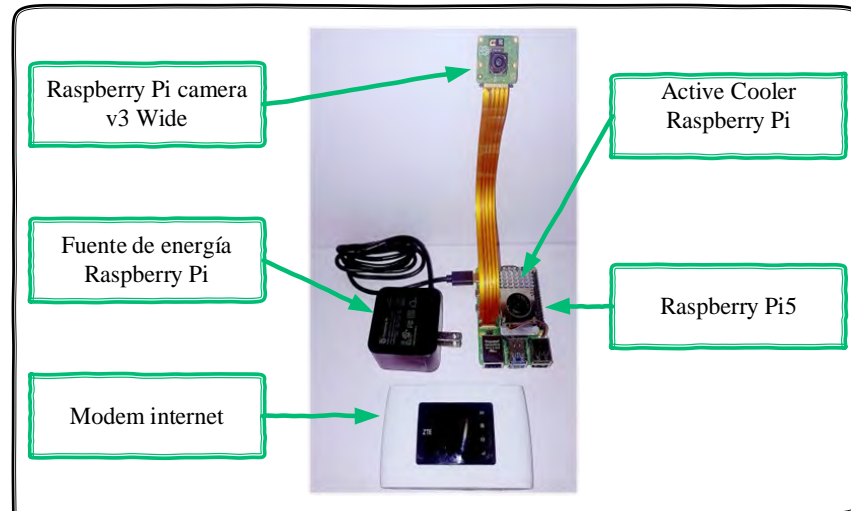 Raspberry Pi camera
v3 Wide
Active Cooler
Raspberry Pi
Fuente de energía
Raspberry Pi
Raspberry Pi5
Modem internet
ZTE